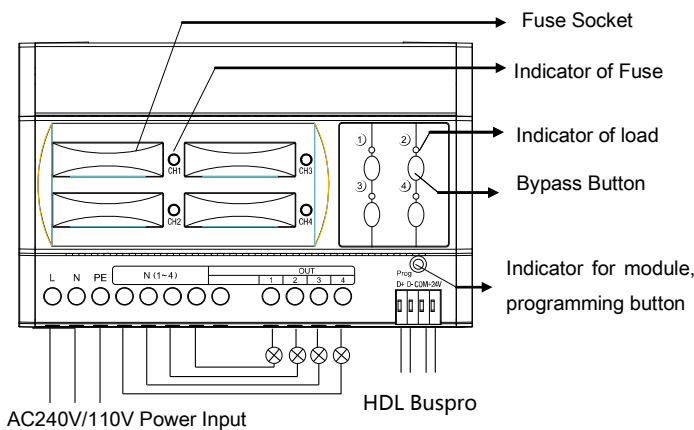 Fuse Socket
Indicator of Fuse
Indicator of load
Bypass Button
Indicator for module,
programming button
CH1
CH3
CH2
CH4
1
2
3
4
L N PE N (1~4) OUT
1 2 3 4
Prog
D+ D- COM +24V
HDL Buspro
AC240V/110V Power Input